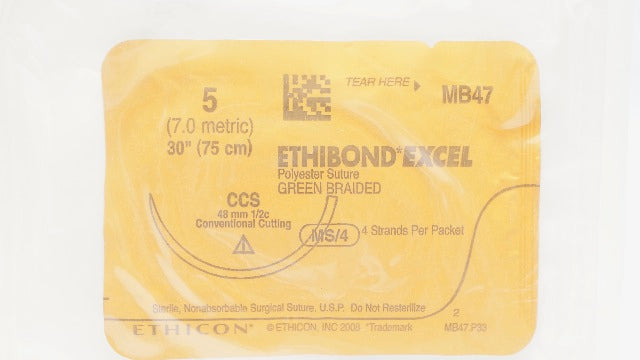 5
(7.0 metric)
30" (75 cm)
TEAR HERE
MB47
ETHIBOND*EXCEL
Polyester Suture
GREEN BRAIDED
CCS
48 mm 1/2c
Conventional Cutting
MS/4
4 Strands Per Packet
Sterile, Nonabsorbable Surgical Suture, U.S.P. Do Not Resterilize
2
ETHICON*
© ETHICON, INC 2008 *Trademark
MB47.P39